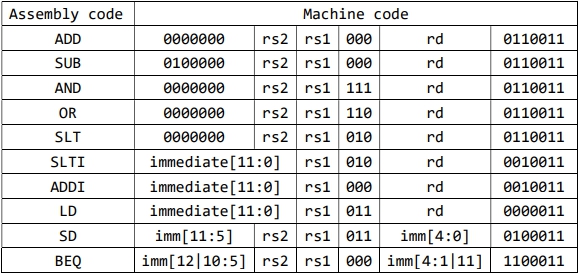 Assembly code Machine code
ADD 0000000 rs2 rs1 000 rd 0110011
SUB 0100000 rs2 rs1 000 rd 0110011
AND 0000000 rs2 rs1 111 rd 0110011
OR 0000000 rs2 rs1 110 rd 0110011
SLT 0000000 rs2 rs1 010 rd 0110011
SLTI immediate[11:0] rs1 010 rd 0010011
ADDI immediate[11:0] rs1 000 rd 0010011
LD immediate[11:0] rs1 011 rd 0000011
SD imm[11:5] rs2 rs1 011 imm[4:0] 0100011
BEQ imm[12|10:5] rs2 rs1 000 imm[4:1|11] 1100011